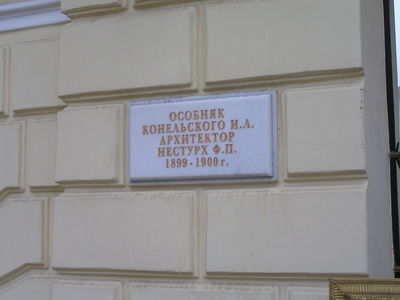 ОСОБНЯК
КОНЕЛЬСКОГО И.Л.
АРХИТЕКТОР
НЕСТУРХ Ф.П.
1899-1900 г.